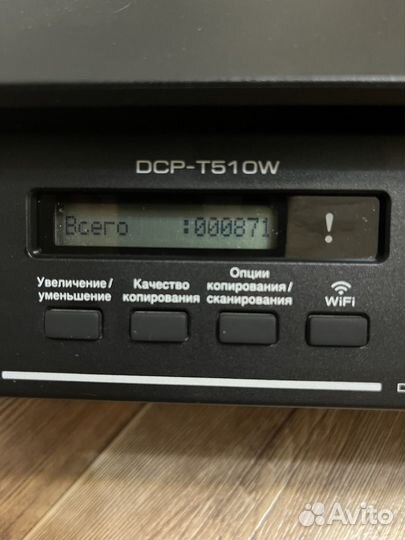 DCP-T510W
Всего :000871
!
Увеличение/
уменьшение
Качество
копирования
Опции
копирования/
сканирования
WiFi
Avito